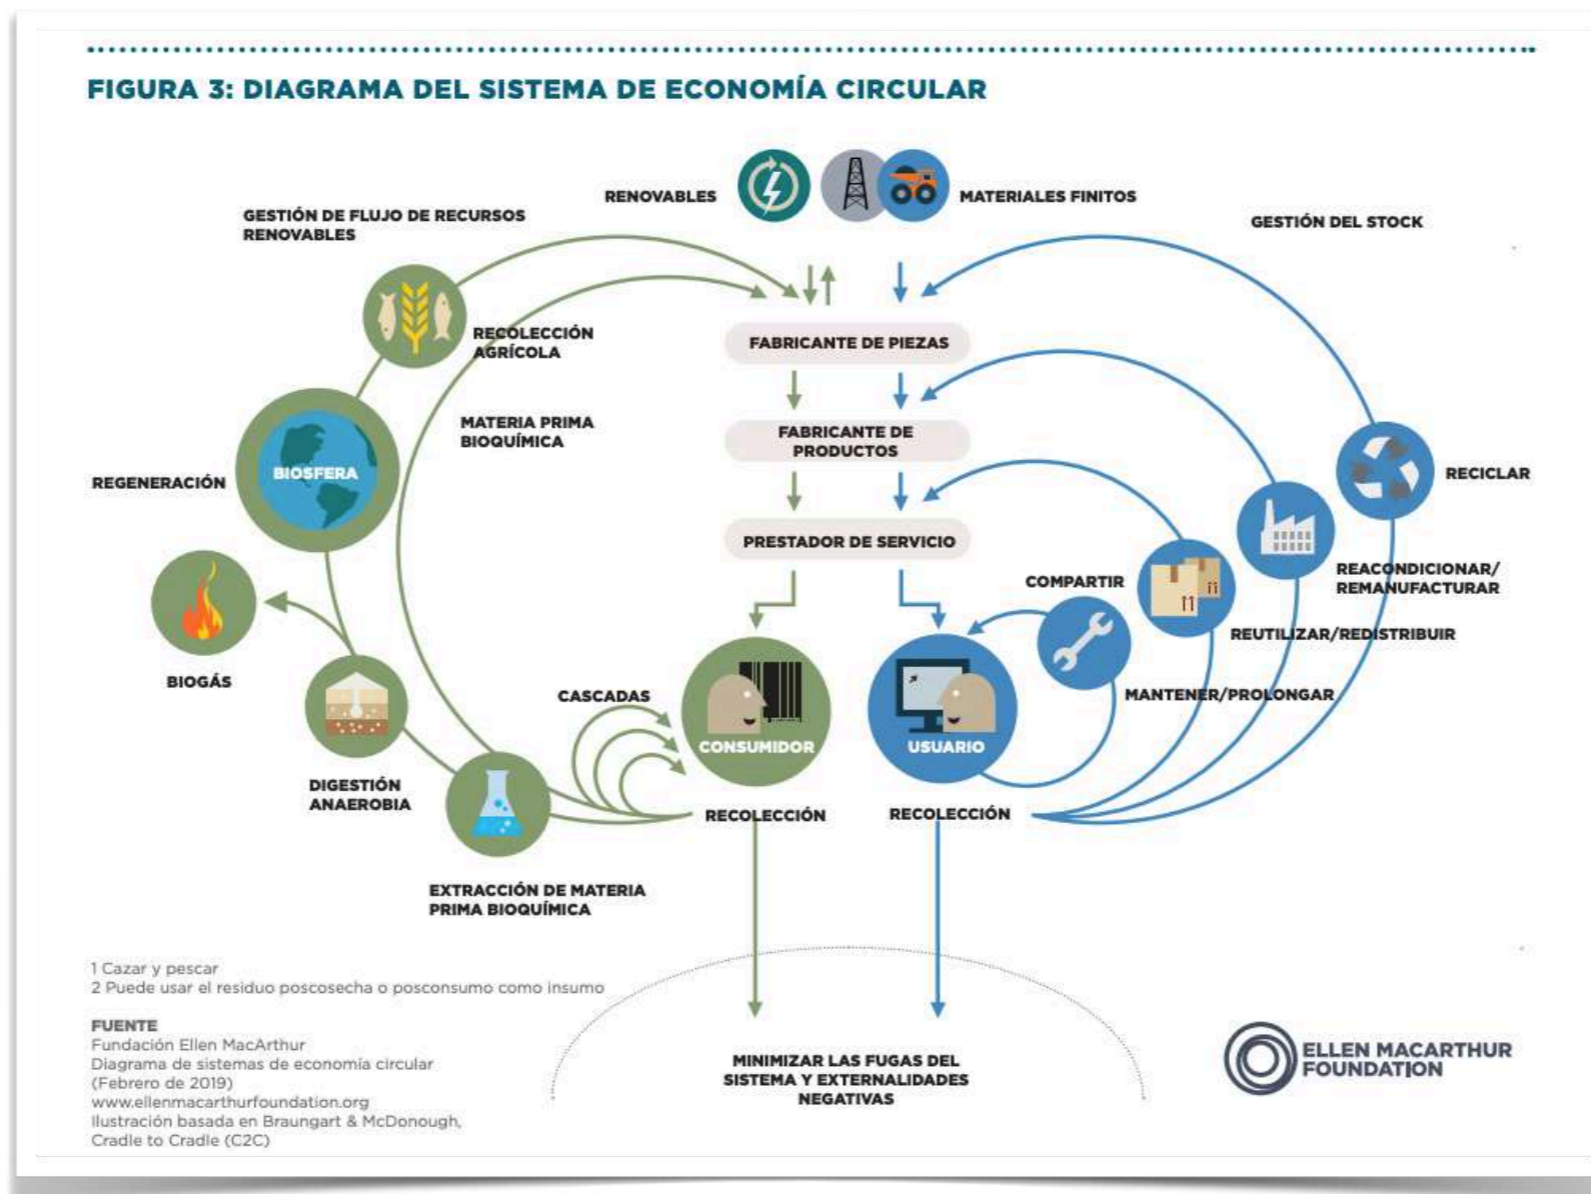 FIGURA 3: DIAGRAMA DEL SISTEMA DE ECONOMÍA CIRCULAR
RENOVABLES
MATERIALES FINITOS
GESTIÓN DE FLUJO DE RECURSOS
RENOVABLES
GESTIÓN DEL STOCK
RECOLECCIÓN
AGRÍCOLA
FABRICANTE DE PIEZAS
MATERIA PRIMA
BIOQUÍMICA
FABRICANTE DE
PRODUCTOS
REGENERACIÓN
BIOSFERA
RECICLAR
PRESTADOR DE SERVICIO
REACONDICIONAR/
REMANUFACTURAR
COMPARTIR
REUTILIZAR/REDISTRIBUIR
BIOGÁS
CASCADAS
MANTENER/PROLONGAR
CONSUMIDOR
USUARIO
DIGESTIÓN
ANAEROBIA
RECOLECCIÓN
RECOLECCIÓN
EXTRACCIÓN DE MATERIA
PRIMA BIOQUÍMICA
1 Cazar y pescar
2 Puede usar el residuo poscosecha o posconsumo como insumo
FUENTE
Fundación Ellen MacArthur
Diagrama de sistemas de economía circular
(Febrero de 2019)
www.ellenmacarthurfoundation.org
Ilustración basada en Braungart & McDonough,
Cradle to Cradle (C2C)
MINIMIZAR LAS FUGAS DEL
SISTEMA Y EXTERNALIDADES
NEGATIVAS
ELLEN MACARTHUR
FOUNDATION